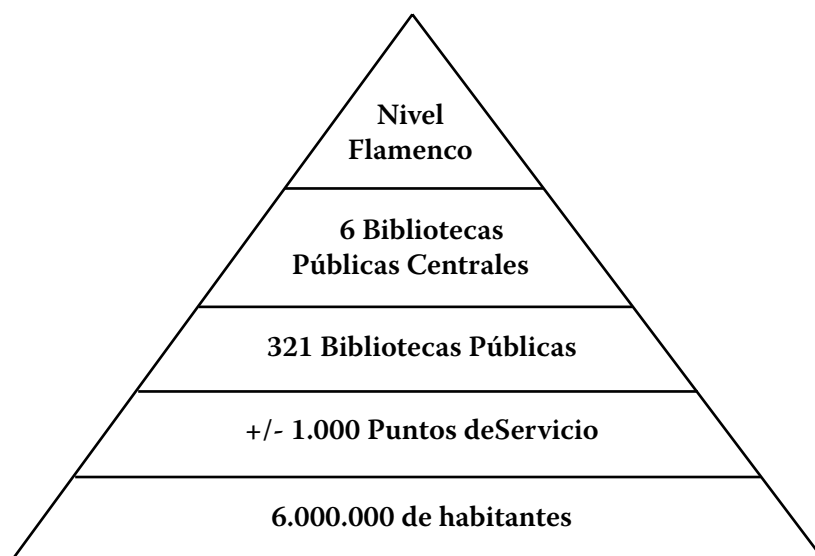 Nivel
Flamenco
6 Bibliotecas
Públicas Centrales
321 Bibliotecas Públicas
+/- 1.000 Puntos deServicio
6.000.000 de habitantes